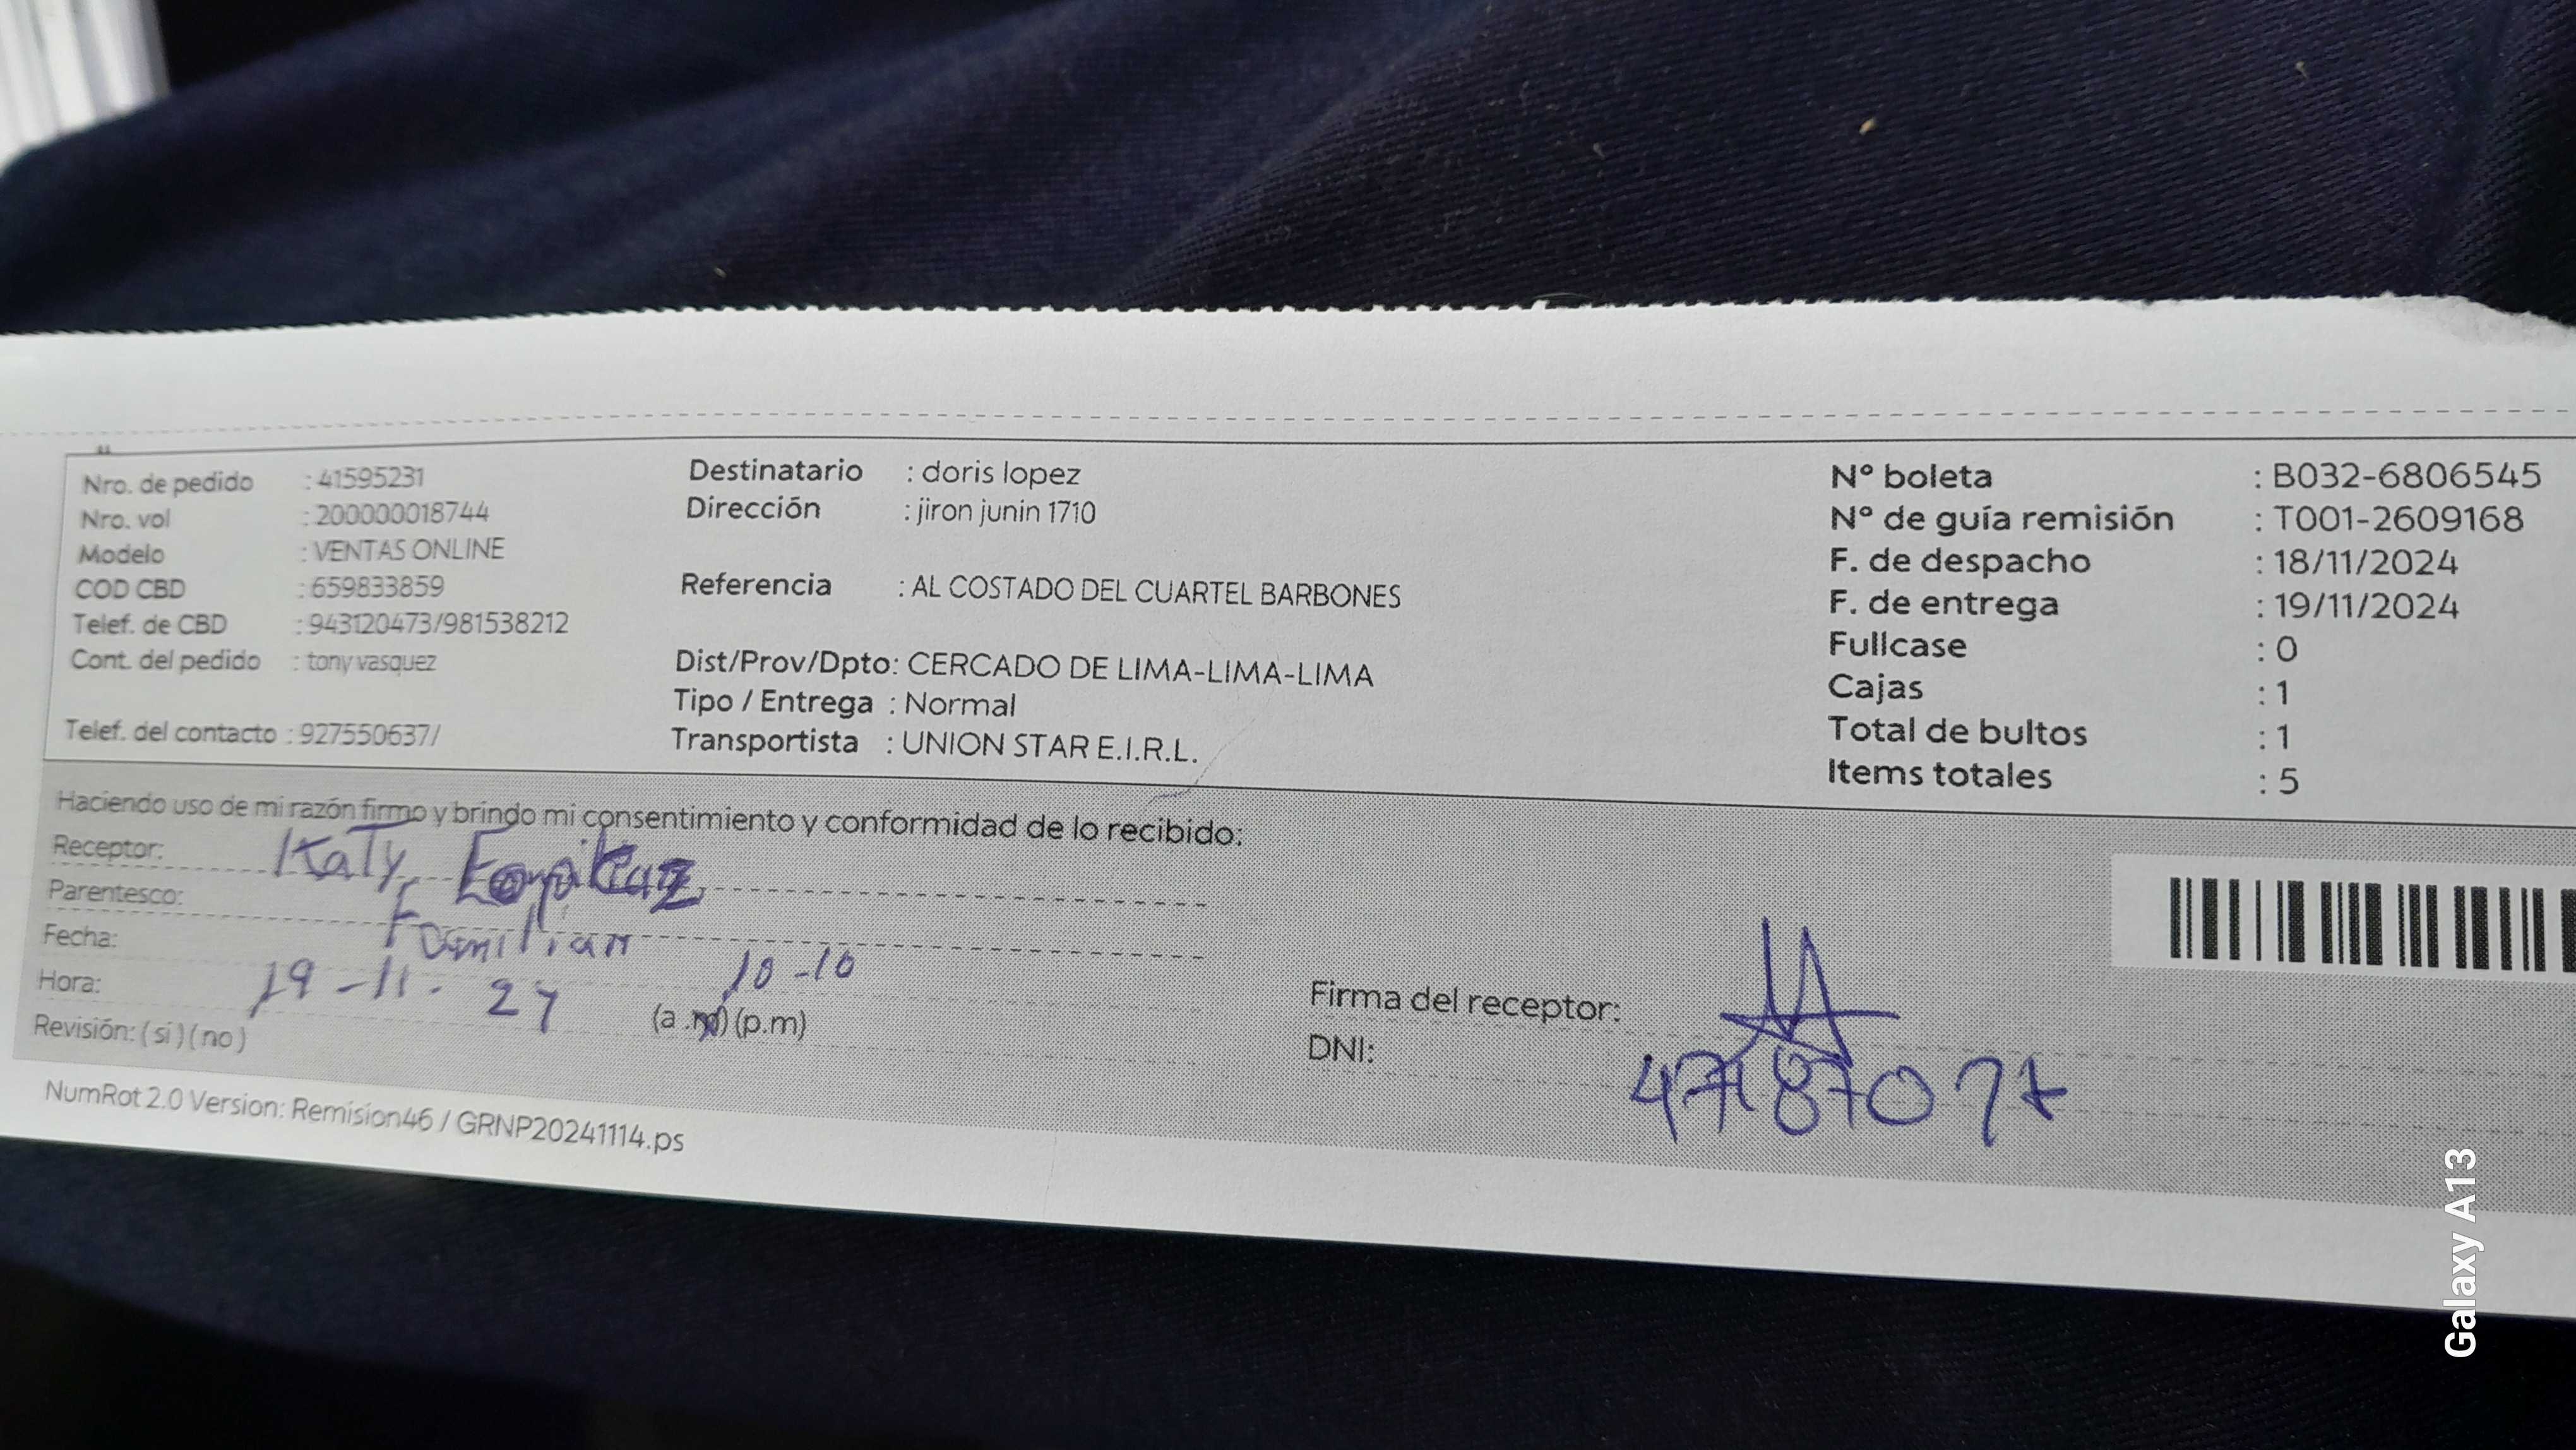 Nro. de pedido : 41595231
Nro. vol : 200000018744
Modelo : VENTAS ONLINE
COD CBD : 659833859
Telef. de CBD : 943120473/981538212
Cont. del pedido : tony vasquez
Telef. del contacto : 927550637/
Destinatario : doris lopez
Dirección : jiron junin 1710
Referencia : AL COSTADO DEL CUARTEL BARBONES
Dist/Prov/Dpto: CERCADO DE LIMA-LIMA-LIMA
Tipo / Entrega : Normal
Transportista : UNION STAR E.I.R.L.
Nº boleta : B032-6806545
Nº de guía remisión : T001-2609168
F. de despacho : 18/11/2024
F. de entrega : 19/11/2024
Fullcase : 0
Cajas : 1
Total de bultos : 1
Items totales : 5
Haciendo uso de mi razón firmo y brindo mi consentimiento y conformidad de lo recibido:
Receptor: Katy
Parentesco: Familiar
Fecha: 19-11-24
Hora: 10-10 (a.m) (p.m)
Revisión: (si) (no)
Firma del receptor:
DNI:
NumRot 2.0 Version: Remision46 / GRNP20241114.ps
Galaxy A13